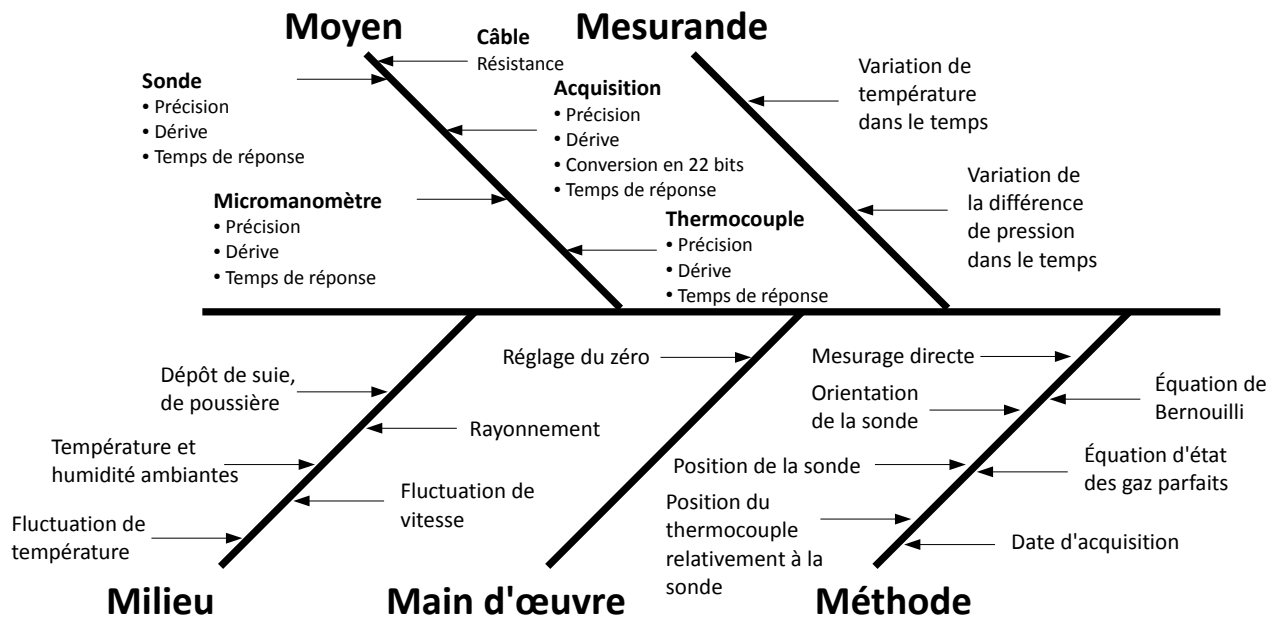 Moyen
Câble
Résistance
Sonde
• Précision
• Dérive
• Temps de réponse
Acquisition
• Précision
• Dérive
• Conversion en 22 bits
• Temps de réponse
Micromanomètre
• Précision
• Dérive
• Temps de réponse
Thermocouple
• Précision
• Dérive
• Temps de réponse
Mesurande
Variation de
température
dans le temps
Variation de
la différence
de pression
dans le temps
Dépôt de suie,
de poussière
Rayonnement
Température et
humidité ambiantes
Fluctuation de
vitesse
Fluctuation de
température
Milieu
Réglage du zéro
Main d'œuvre
Mesurage directe
Équation de
Bernouilli
Orientation
de la sonde
Position de la sonde
Équation d'état
des gaz parfaits
Position du
thermocouple
relativement à la
sonde
Date d'acquisition
Méthode